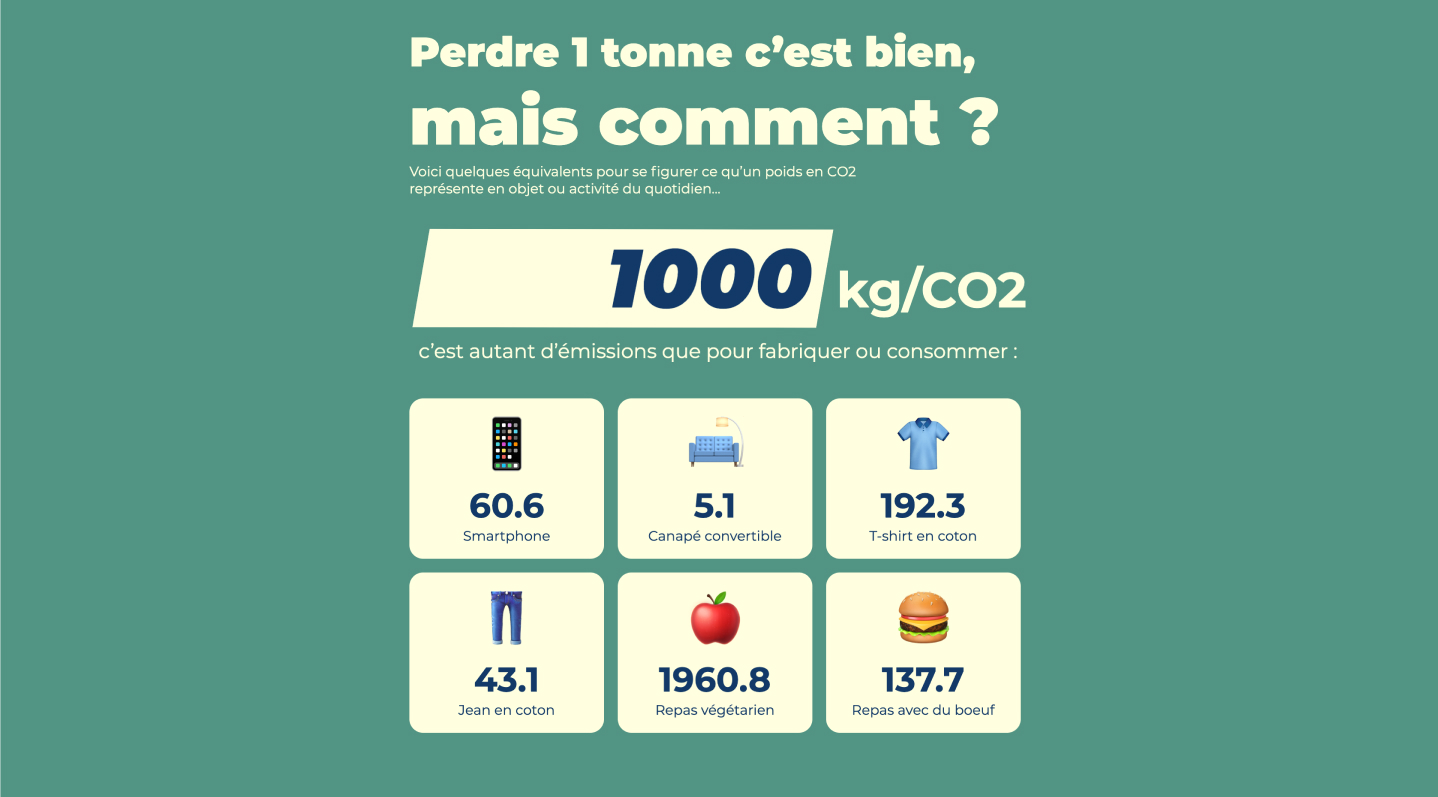 Perdre 1 tonne c’est bien,
mais comment ?
Voici quelques équivalents pour se figurer ce qu’un poids en CO2
représente en objet ou activité du quotidien...
1000 kg/CO2
c’est autant d’émissions que pour fabriquer ou consommer :
60.6
Smartphone
5.1
Canapé convertible
192.3
T-shirt en coton
43.1
Jean en coton
1960.8
Repas végétarien
137.7
Repas avec du boeuf